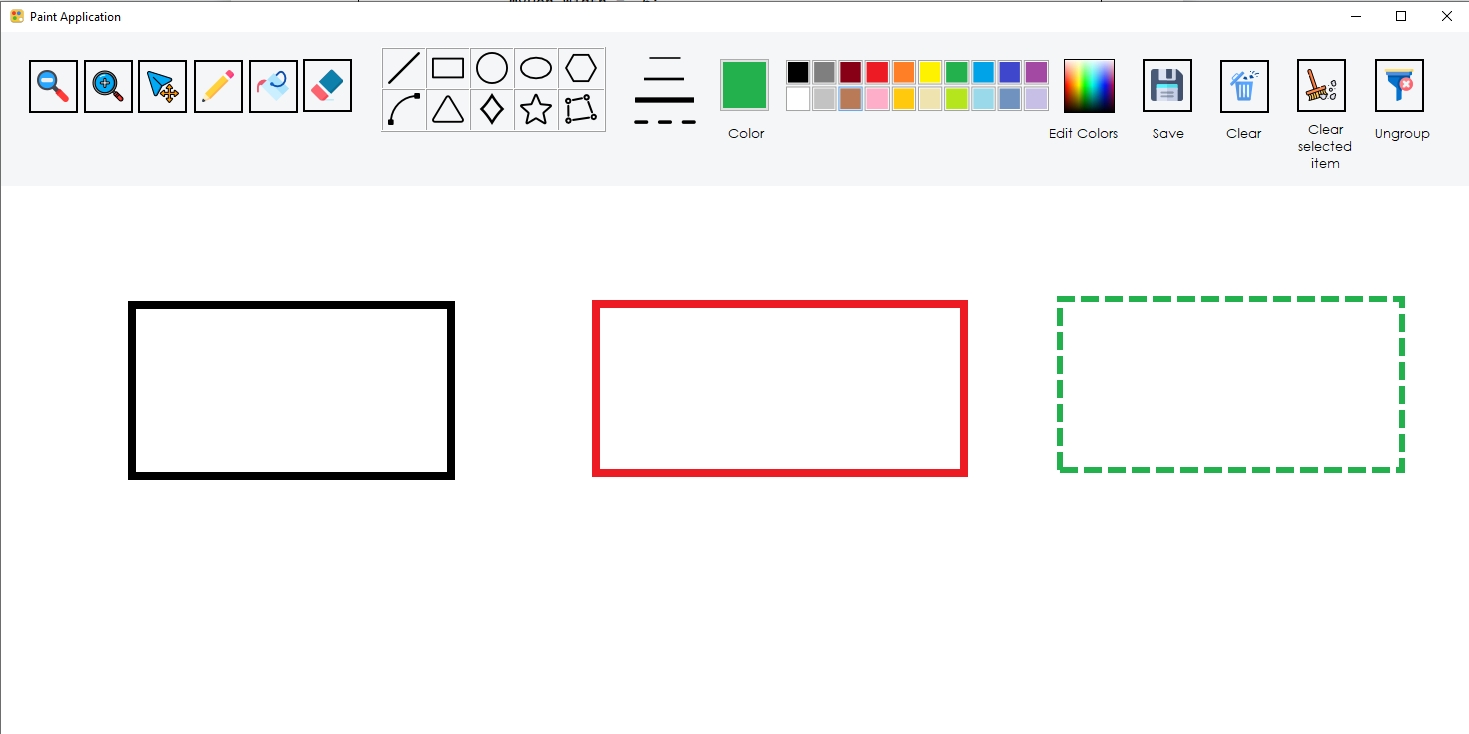 Paint Application
Color
Edit Colors
Save
Clear
Clear
selected
item
Ungroup